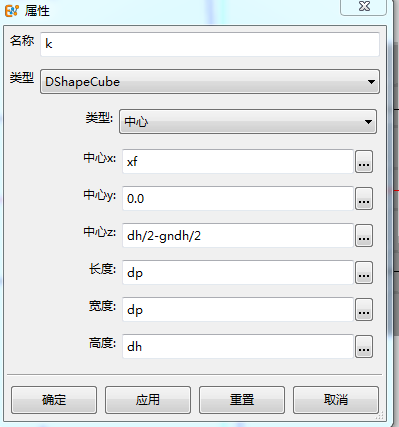 属性
名称 k
类型 DShapeCube
类型: 中心
中心x: xf ...
中心y: 0.0 ...
中心z: dh/2-gndh/2 ...
长度: dp ...
宽度: dp ...
高度: dh ...
确定 应用 重置 取消